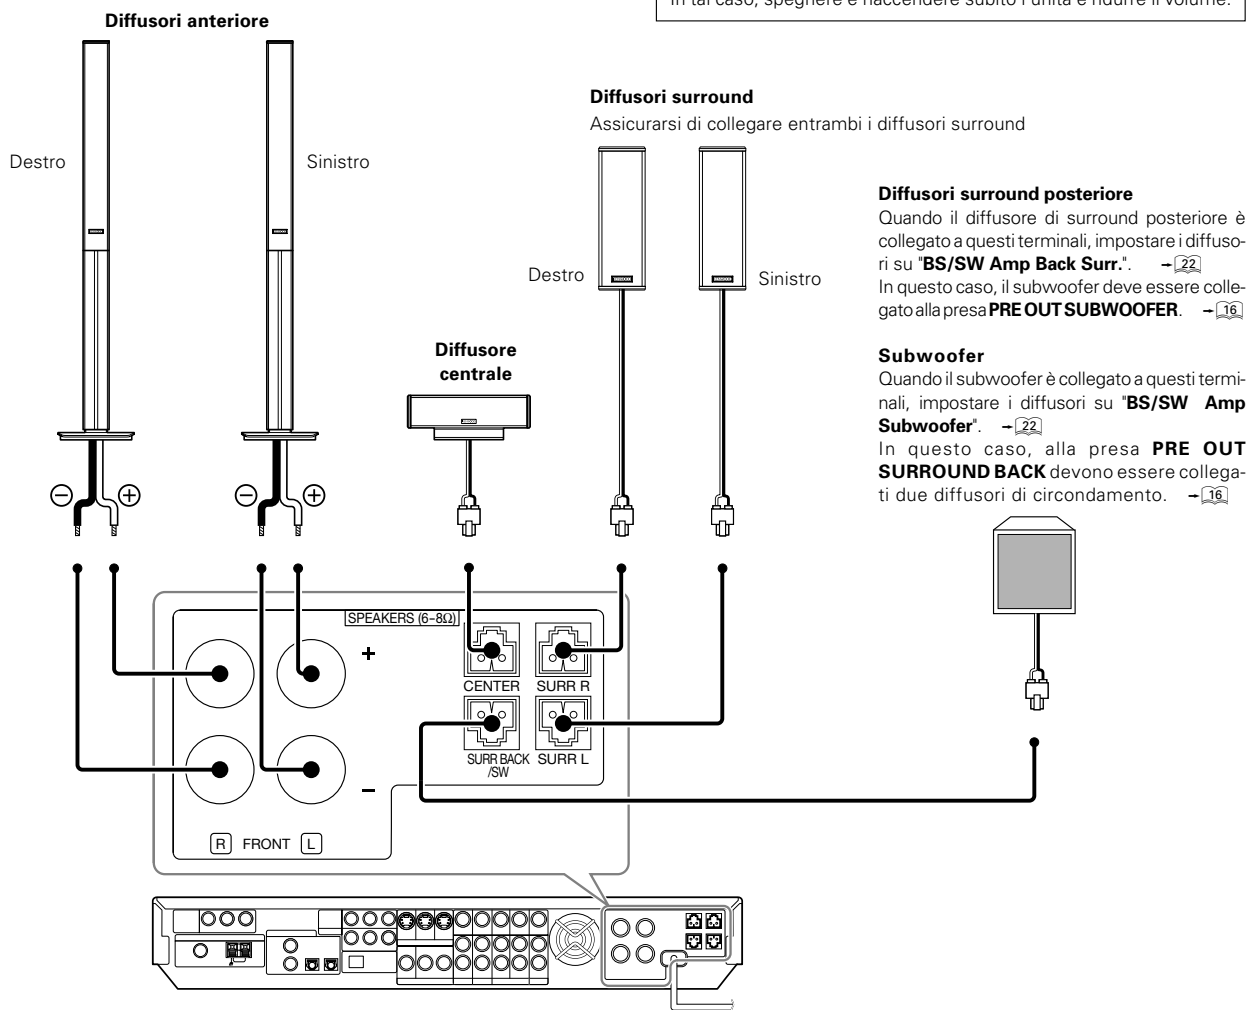 In tal caso, spegnere e riaccendere subito l'unità e ridurre il volume.
Diffusori anteriore
Destro
Sinistro
Diffusori surround
Assicurarsi di collegare entrambi i diffusori surround
Destro
Sinistro
Diffusore
centrale
Diffusori surround posteriore
Quando il diffusore di surround posteriore è
collegato a questi terminali, impostare i diffuso-
ri su "BS/SW Amp Back Surr.". →22
In questo caso, il subwoofer deve essere colle-
gato alla presa PRE OUT SUBWOOFER. →16
Subwoofer
Quando il subwoofer è collegato a questi termi-
nali, impostare i diffusori su "BS/SW Amp
Subwoofer". →22
In questo caso, alla presa PRE OUT
SURROUND BACK devono essere collega-
ti due diffusori di circondamento. →16
− +
− +
SPEAKERS (6-8Ω)
+
−
CENTER
SURR R
SURR BACK
/SW
SURR L
R FRONT L